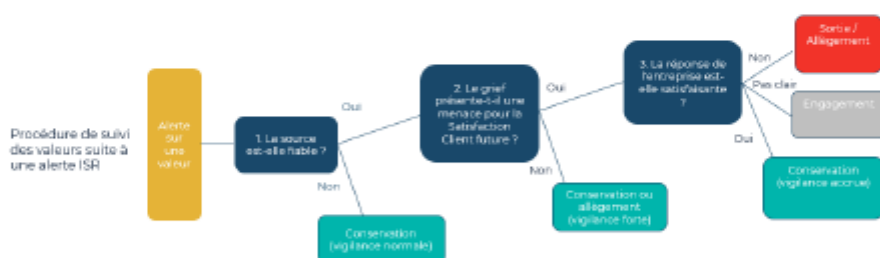 Procédure de suivi
des valeurs suite à
une alerte ISR
Alerte
sur
une
valeur
1. La source
est-elle fiable ?
Oui
Non
Conservation
(vigilance normale)
2. Le grief
présente-t-il une
menace pour la
Satisfaction
Client future ?
Oui
Non
Conservation ou
allègement
(vigilance forte)
3. La réponse de
l'entreprise est-
elle satisfaisante
?
Non
Pas clair
Oui
Sortie /
Allègement
Engagement
Conservation
(vigilance accrue)